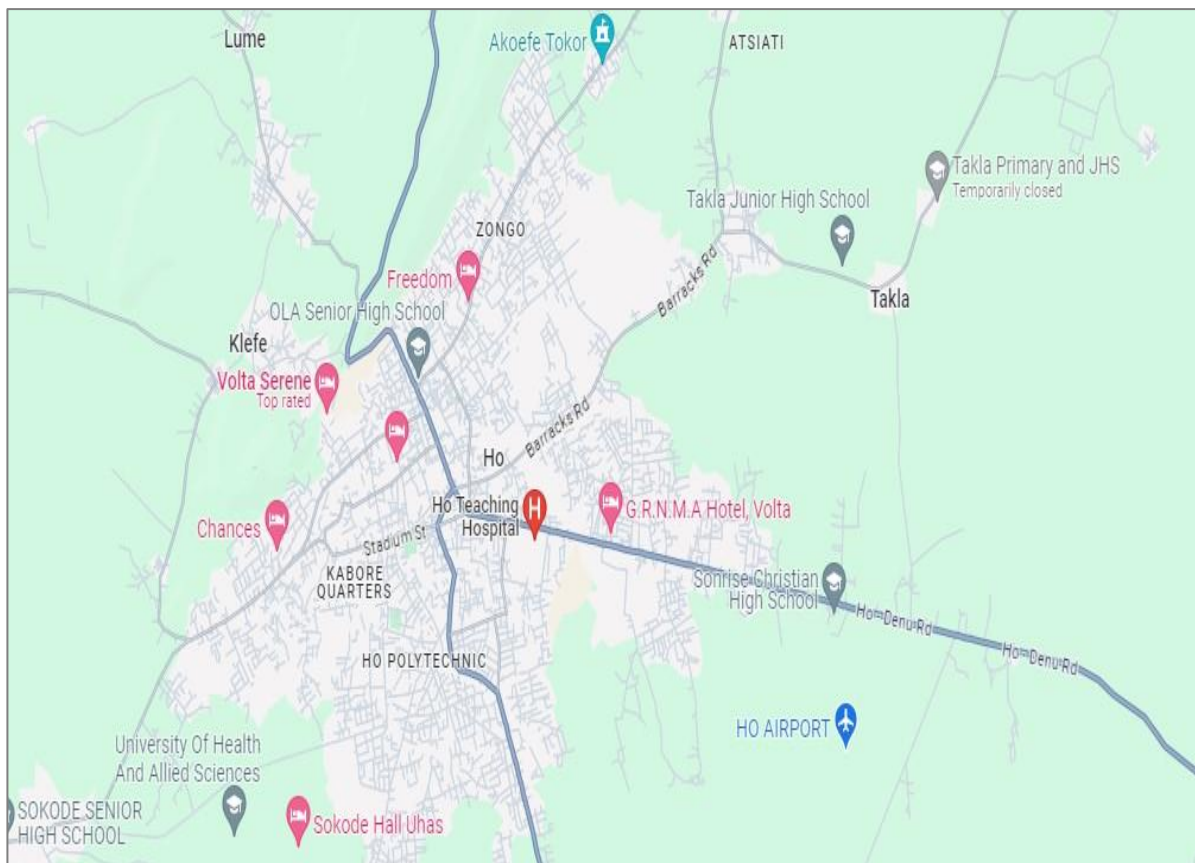 Lume
Akoefe Tokor
ATSIATI
Takla Primary and JHS
Temporarily closed
Takla Junior High School
ZONGO
Freedom
Barracks Rd
Takla
OLA Senior High School
Klefe
Volta Serene
Top rated
Barracks Rd
Ho
Ho Teaching
Hospital
G.R.N.M.A Hotel, Volta
Chances
Stadium St
KABORE
QUARTERS
Sonrise Christian
High School
Ho - Denu Rd
Ho - Denu Rd
HO POLYTECHNIC
HO AIRPORT
University Of Health
And Allied Sciences
SOKODE SENIOR
HIGH SCHOOL
Sokode Hall Uhas
H